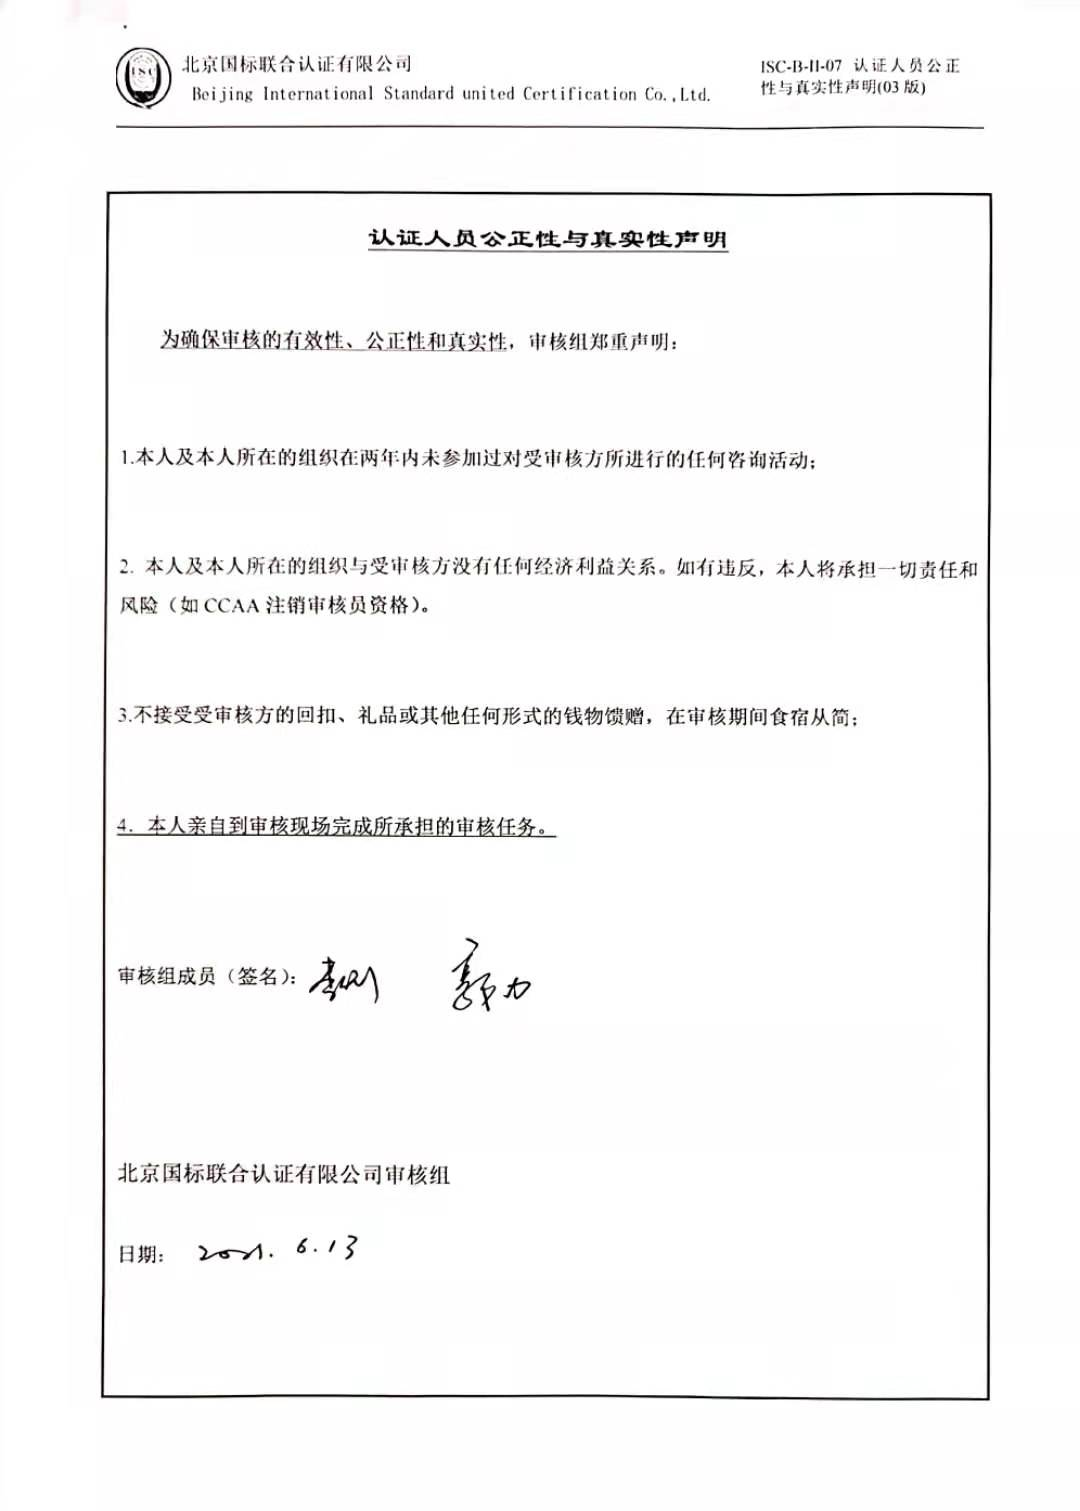 ISC
北京国标联合认证有限公司
Beijing International Standard united Certification Co.,Ltd.
ISC-B-II-07 认证人员公正
性与真实性声明(03 版)
认证人员公正性与真实性声明
为确保审核的有效性、公正性和真实性，审核组郑重声明：
1.本人及本人所在的组织在两年内未参加过对受审核方所进行的任何咨询活动；
2. 本人及本人所在的组织与受审核方没有任何经济利益关系。如有违反，本人将承担一切责任和
风险（如 CCAA 注销审核员资格）。
3.不接受受审核方的回扣、礼品或其他任何形式的钱物馈赠，在审核期间食宿从简；
4．本人亲自到审核现场完成所承担的审核任务。
审核组成员（签名）：
北京国标联合认证有限公司审核组
日期： 2021. 6.13